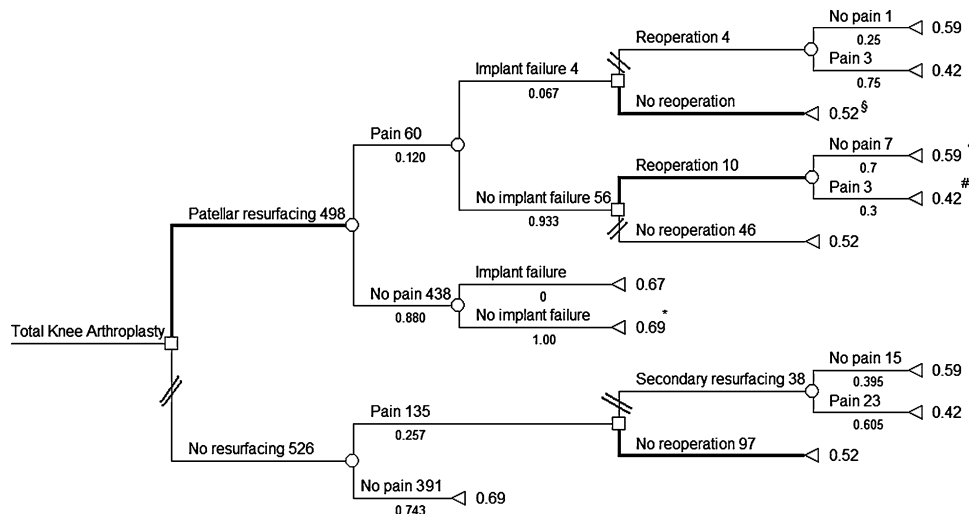 No pain 1
0.59
0.25
Reoperation 4
Pain 3
0.42
0.75
Implant failure 4
0.067
No reoperation
0.52§
Pain 60
0.120
No pain 7
0.59
0.7
Reoperation 10
Pain 3
0.42#
0.3
No implant failure 56
0.933
No reoperation 46
0.52
Patellar resurfacing 498
Implant failure
0.67
0
No pain 438
0.880
No implant failure
0.69*
1.00
Total Knee Arthroplasty
No pain 15
0.59
0.395
Secondary resurfacing 38
Pain 23
0.42
0.605
Pain 135
0.257
No reoperation 97
0.52
No resurfacing 526
No pain 391
0.69
0.743